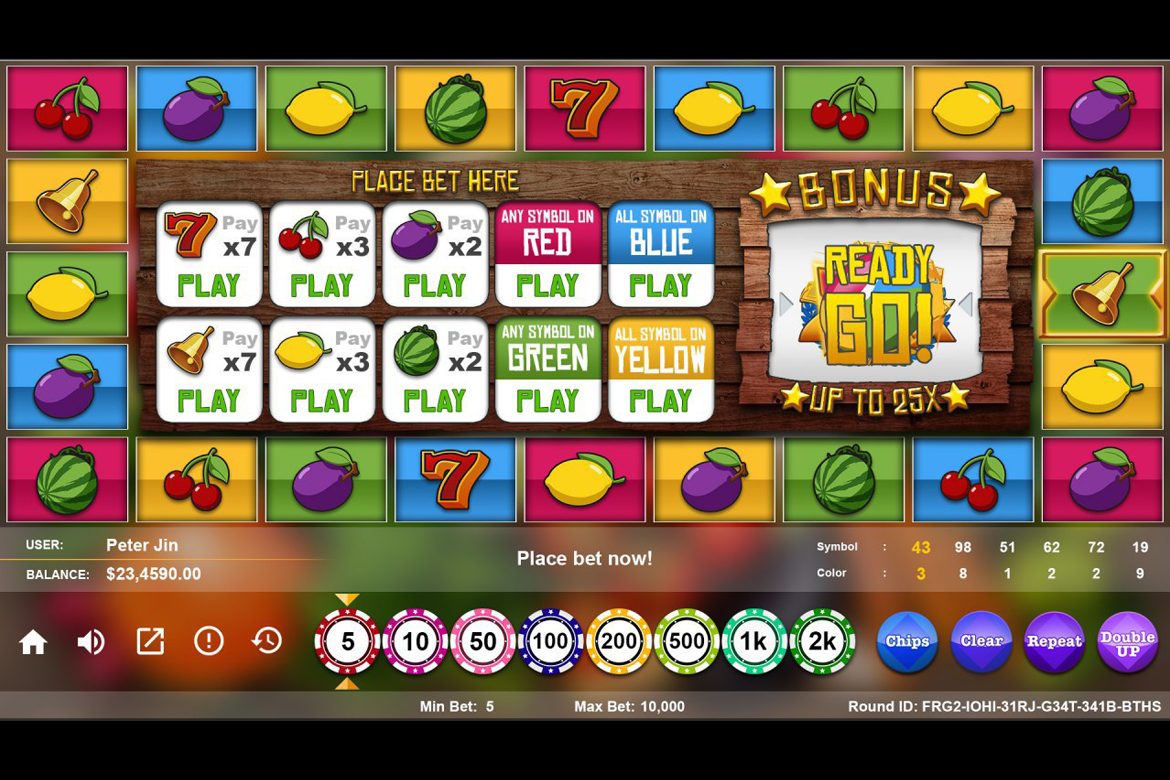 7
PLACE BET HERE
BONUS
7 Pay x7
PLAY
Pay x3
PLAY
Pay x2
PLAY
ANY SYMBOL ON
RED
PLAY
ALL SYMBOL ON
BLUE
PLAY
READY
GO!
Pay x7
PLAY
Pay x3
PLAY
Pay x2
PLAY
ANY SYMBOL ON
GREEN
PLAY
ALL SYMBOL ON
YELLOW
PLAY
UP TO 25X
7
USER: Peter Jin
BALANCE: $23,4590.00
Place bet now!
Symbol : 43 98 51 62 72 19
Color : 3 8 1 2 2 9
5 10 50 100 200 500 1k 2k
Chips
Clear
Repeat
Double
UP
Min Bet: 5 Max Bet: 10,000
Round ID: FRG2-IOHI-31RJ-G34T-341B-BTHS